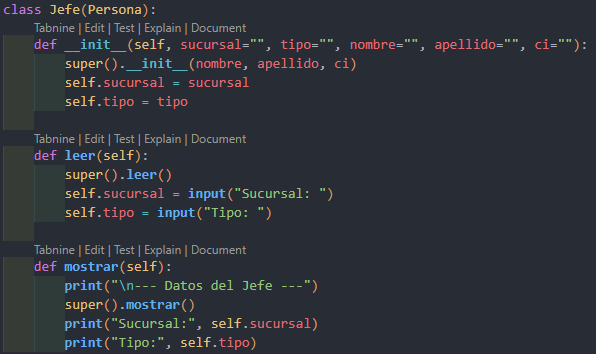 class Jefe(Persona):
Tabnine | Edit | Test | Explain | Document
def __init__(self, sucursal="", tipo="", nombre="", apellido="", ci=""):
super().__init__(nombre, apellido, ci)
self.sucursal = sucursal
self.tipo = tipo
Tabnine | Edit | Test | Explain | Document
def leer(self):
super().leer()
self.sucursal = input("Sucursal: ")
self.tipo = input("Tipo: ")
Tabnine | Edit | Test | Explain | Document
def mostrar(self):
print("\n--- Datos del Jefe ---")
super().mostrar()
print("Sucursal:", self.sucursal)
print("Tipo:", self.tipo)